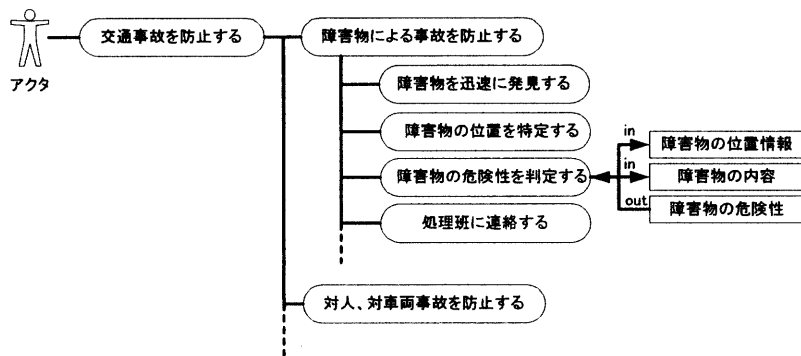 アクタ
交通事故を防止する
障害物による事故を防止する
障害物を迅速に発見する
障害物の位置を特定する
障害物の危険性を判定する
処理班に連絡する
in
障害物の位置情報
in
障害物の内容
out
障害物の危険性
対人、対車両事故を防止する